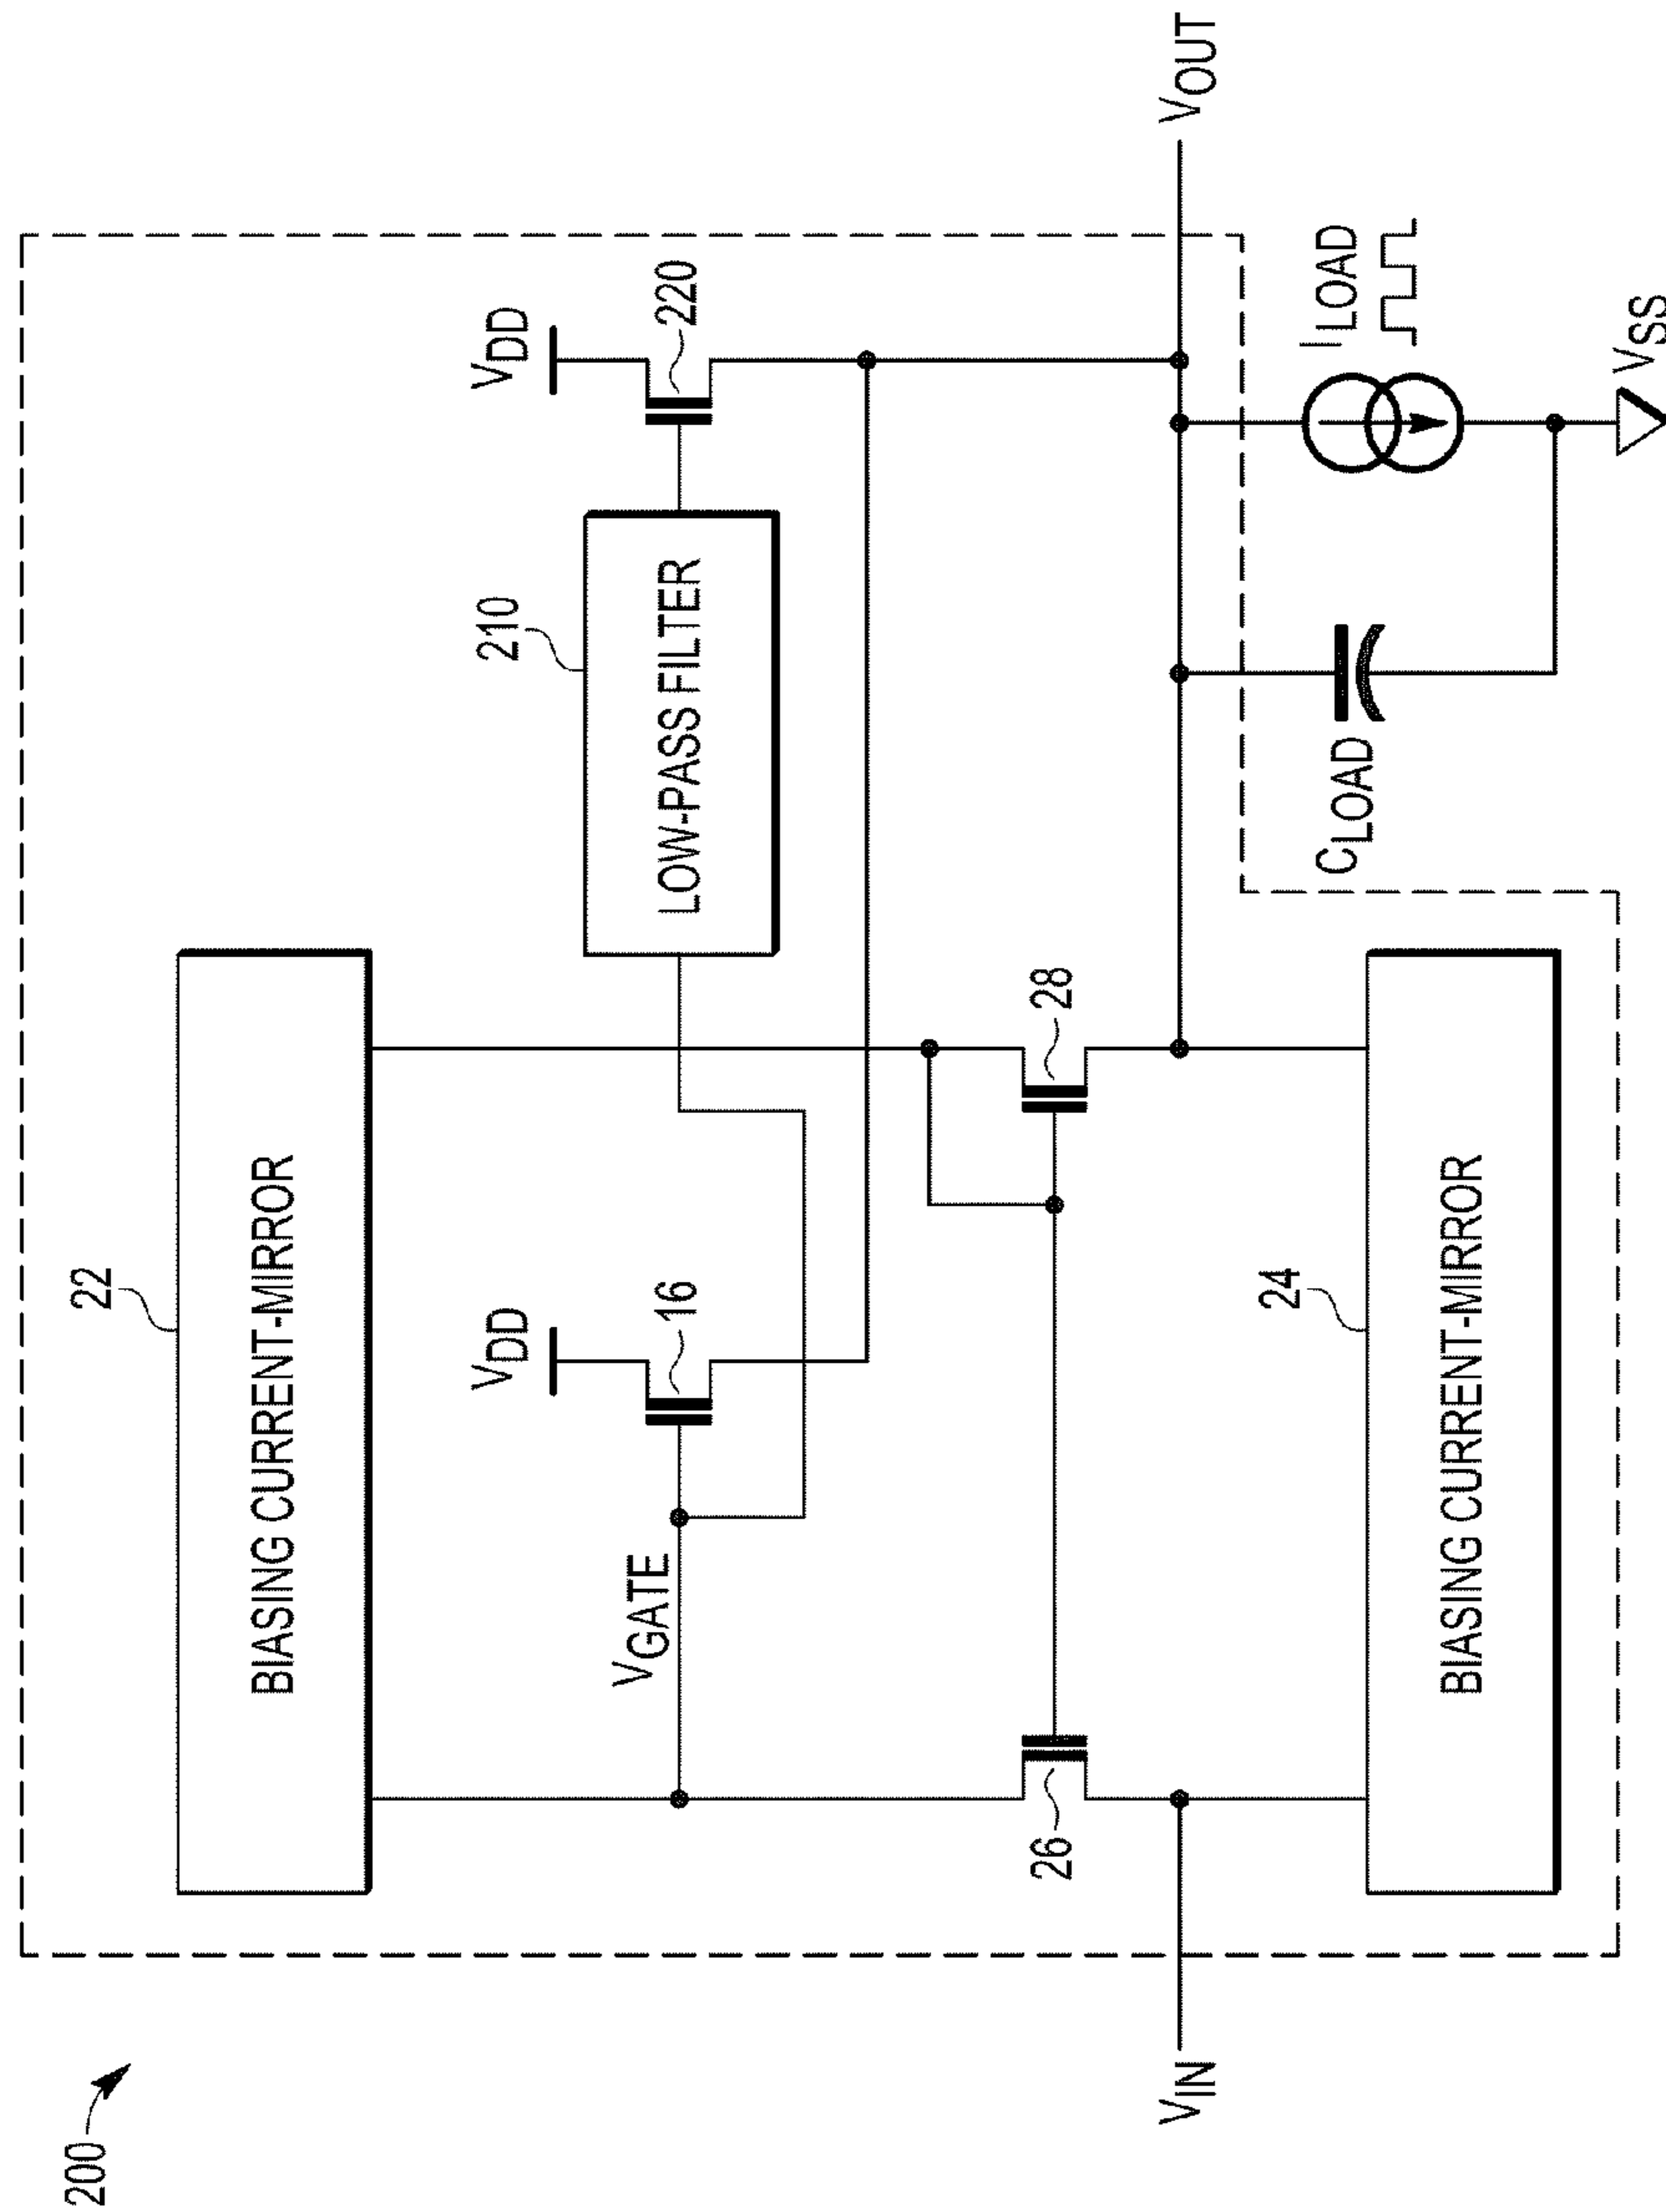 200
22
BIASING CURRENT-MIRROR
VDD
16
VGATE
VDD
220
210
LOW-PASS FILTER
26
28
VIN
VOUT
24
BIASING CURRENT-MIRROR
CLOAD
ILOAD
VSS